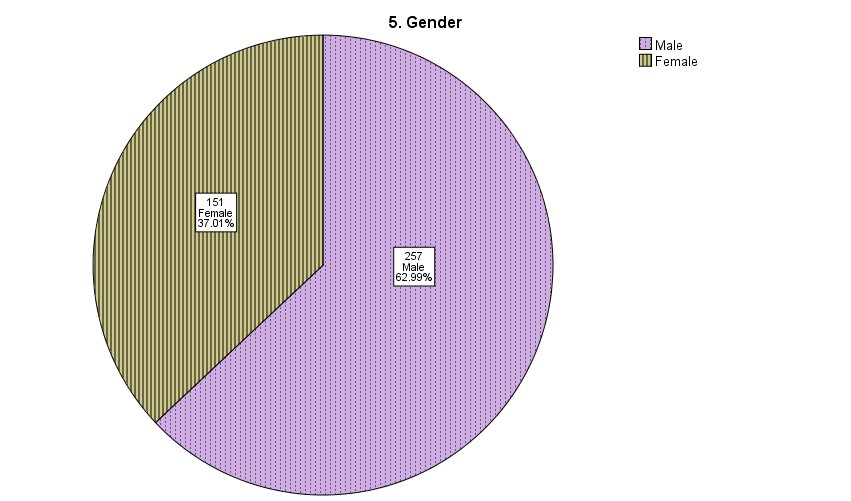 5. Gender
Male
Female
151
Female
37.01%
257
Male
62.99%